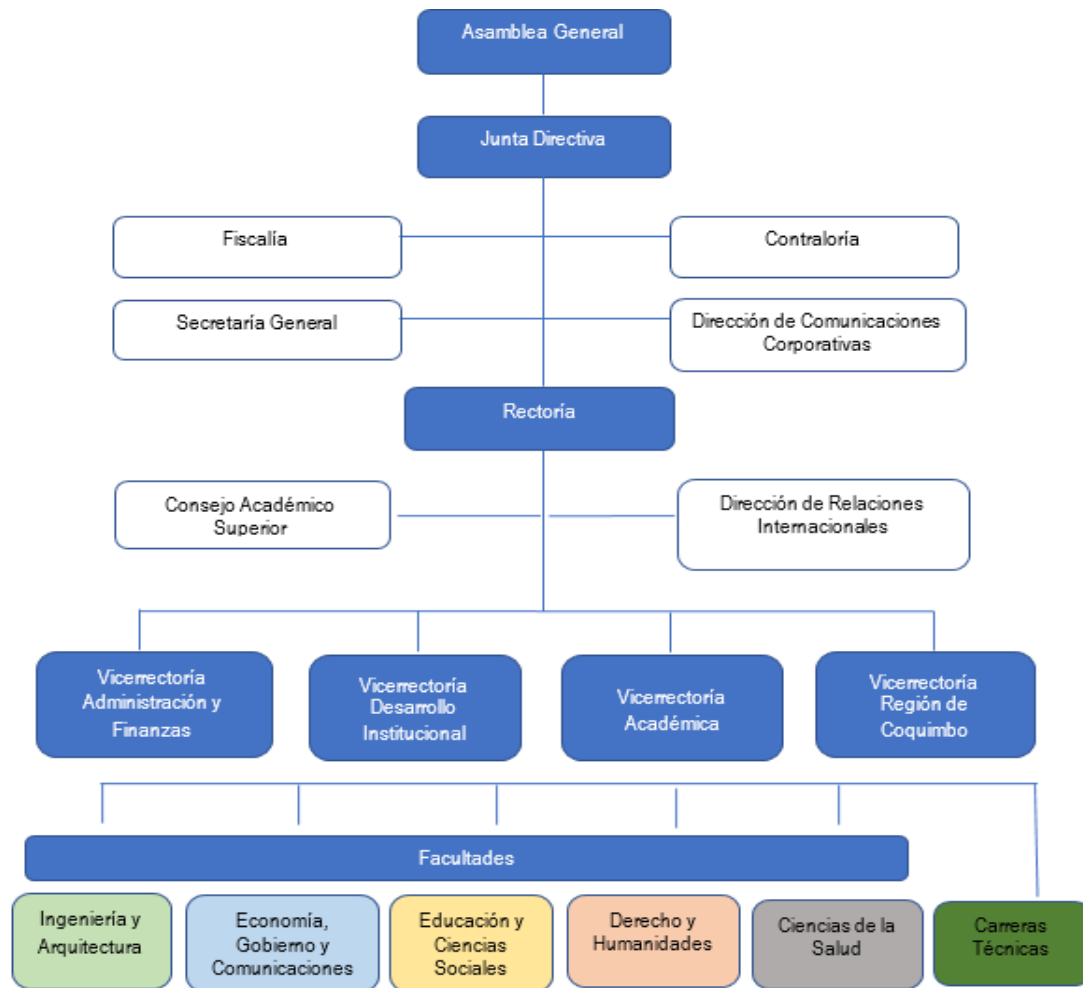 Asamblea General
Junta Directiva
Fiscalía
Contraloría
Secretaría General
Dirección de Comunicaciones
Corporativas
Rectoría
Consejo Académico
Superior
Dirección de Relaciones
Internacionales
Vicerrectoría
Administración y
Finanzas
Vicerrectoría
Desarrollo
Institucional
Vicerrectoría
Académica
Vicerrectoría
Región de
Coquimbo
Facultades
Ingeniería y
Arquitectura
Economía,
Gobierno y
Comunicaciones
Educación y
Ciencias
Sociales
Derecho y
Humanidades
Ciencias de la
Salud
Carreras
Técnicas